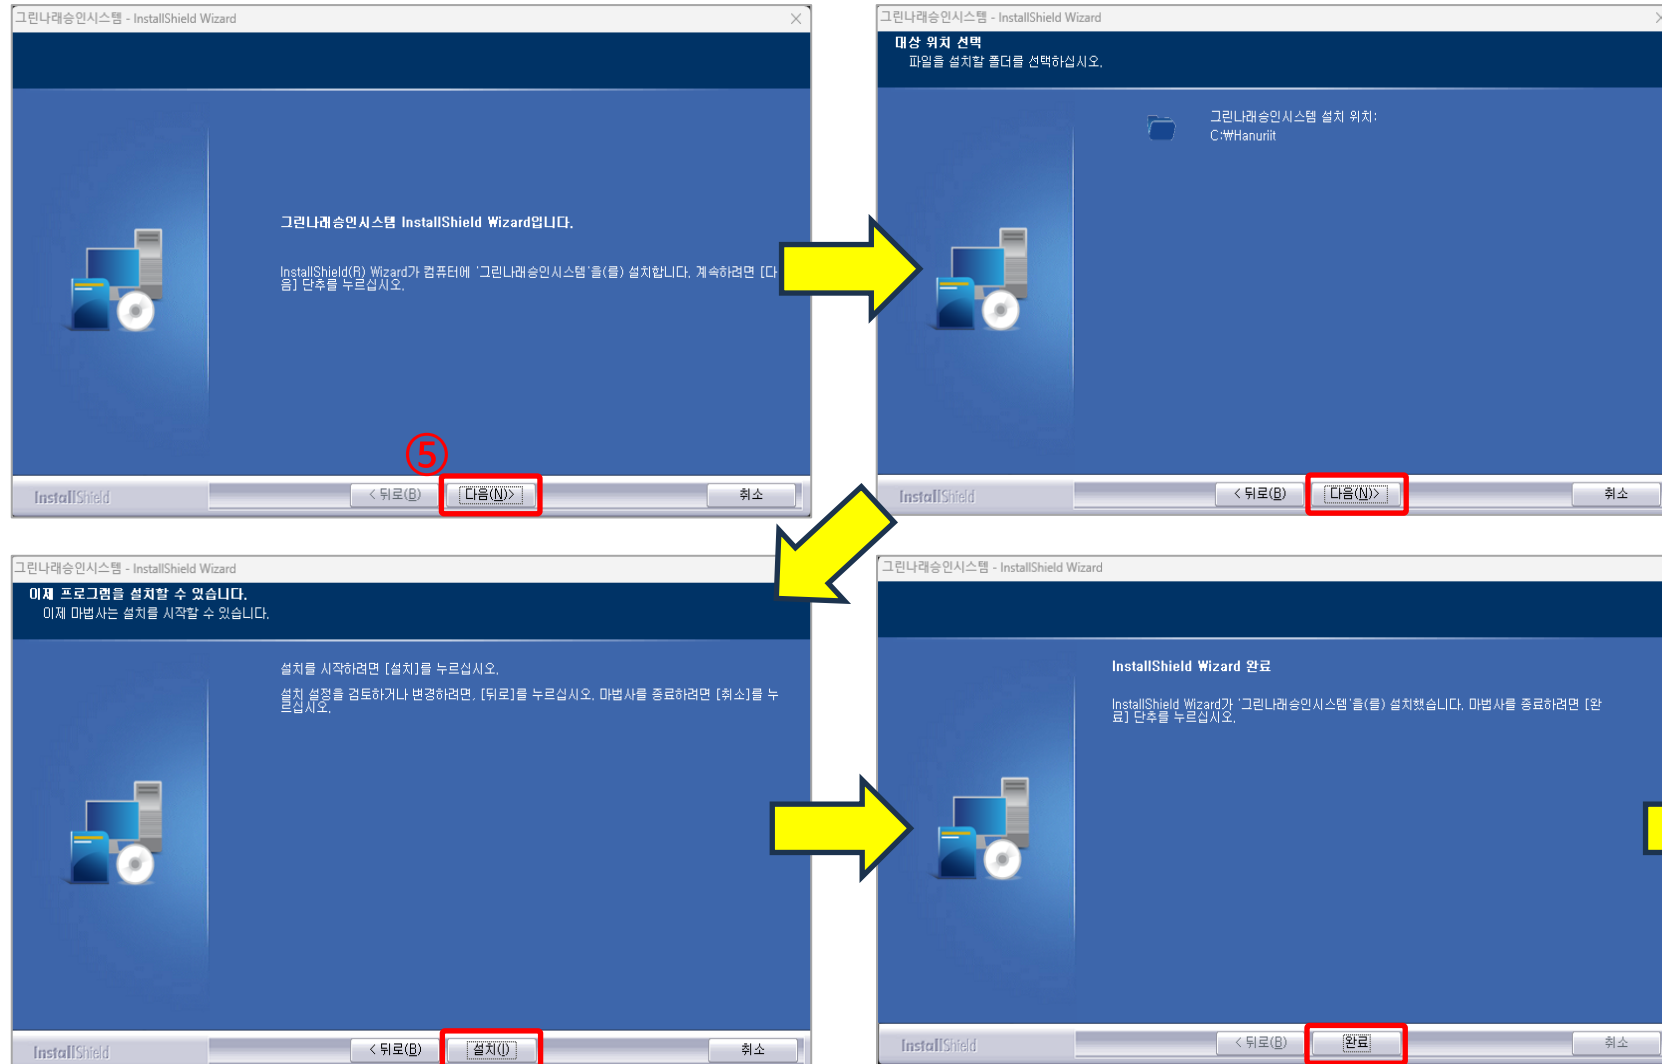 그린나래승인시스템 - InstallShield Wizard
그린나래승인시스템 InstallShield Wizard입니다.
InstallShield(R) Wizard가 컴퓨터에 '그린나래승인시스템'을(를) 설치합니다. 계속하려면 [다
음] 단추를 누르십시오.
⑤
InstallShield
< 뒤로(B)
다음(N)>
취소
그린나래승인시스템 - InstallShield Wizard
대상 위치 선택
파일을 설치할 폴더를 선택하십시오.
그린나래승인시스템 설치 위치:
C:₩Hanuriit
InstallShield
< 뒤로(B)
다음(N)>
취소
그린나래승인시스템 - InstallShield Wizard
이제 프로그램을 설치할 수 있습니다.
이제 마법사는 설치를 시작할 수 있습니다.
설치를 시작하려면 [설치]를 누르십시오.
설치 설정을 검토하거나 변경하려면, [뒤로]를 누르십시오. 마법사를 종료하려면 [취소]를 누
르십시오.
InstallShield
< 뒤로(B)
설치(I)
취소
그린나래승인시스템 - InstallShield Wizard
InstallShield Wizard 완료
InstallShield Wizard가 '그린나래승인시스템'을(를) 설치했습니다. 마법사를 종료하려면 [완
료] 단추를 누르십시오.
InstallShield
< 뒤로(B)
완료
취소